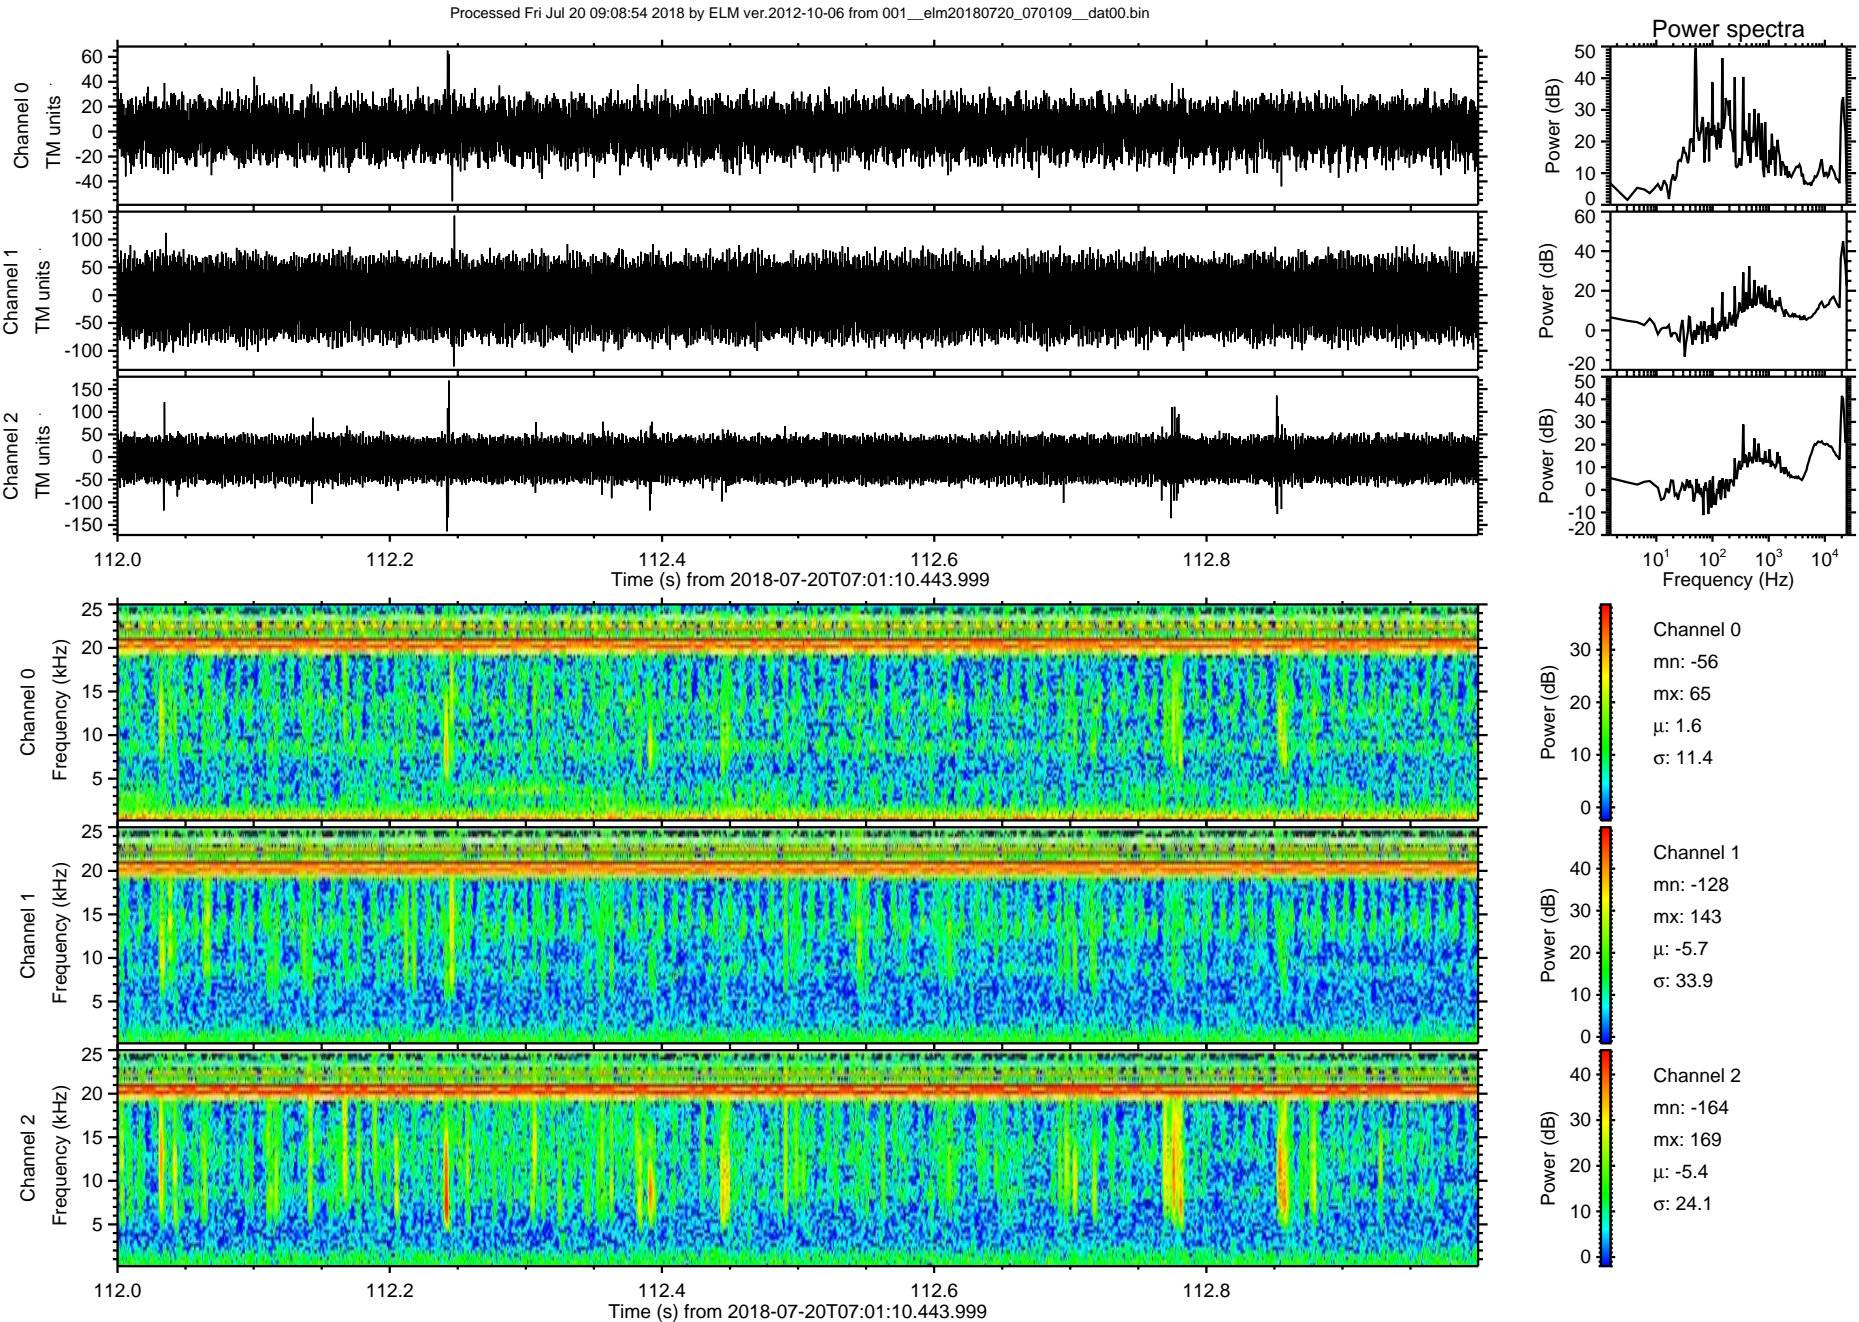 Processed Fri Jul 20 09:08:54 2018 by ELM ver.2012-10-06 from 001__elm20180720_070109__dat00.bin
Power spectra
Channel 0
TM units
60
40
20
0
-20
-40
Power (dB)
50
40
30
20
10
0
Channel 1
TM units
150
100
50
0
-50
-100
Power (dB)
60
40
20
0
-20
Channel 2
TM units
150
100
50
0
-50
-100
-150
Power (dB)
50
40
30
20
10
0
-10
-20
112.0 112.2 112.4 112.6 112.8
Time (s) from 2018-07-20T07:01:10.443.999
10^1 10^2 10^3 10^4
Frequency (Hz)
Channel 0
Frequency (kHz)
25
20
15
10
5
Power (dB)
30
20
10
0
Channel 0
mn: -56
mx: 65
μ: 1.6
σ: 11.4
Channel 1
Frequency (kHz)
25
20
15
10
5
Power (dB)
40
30
20
10
0
Channel 1
mn: -128
mx: 143
μ: -5.7
σ: 33.9
Channel 2
Frequency (kHz)
25
20
15
10
5
Power (dB)
40
30
20
10
0
Channel 2
mn: -164
mx: 169
μ: -5.4
σ: 24.1
112.0 112.2 112.4 112.6 112.8
Time (s) from 2018-07-20T07:01:10.443.999